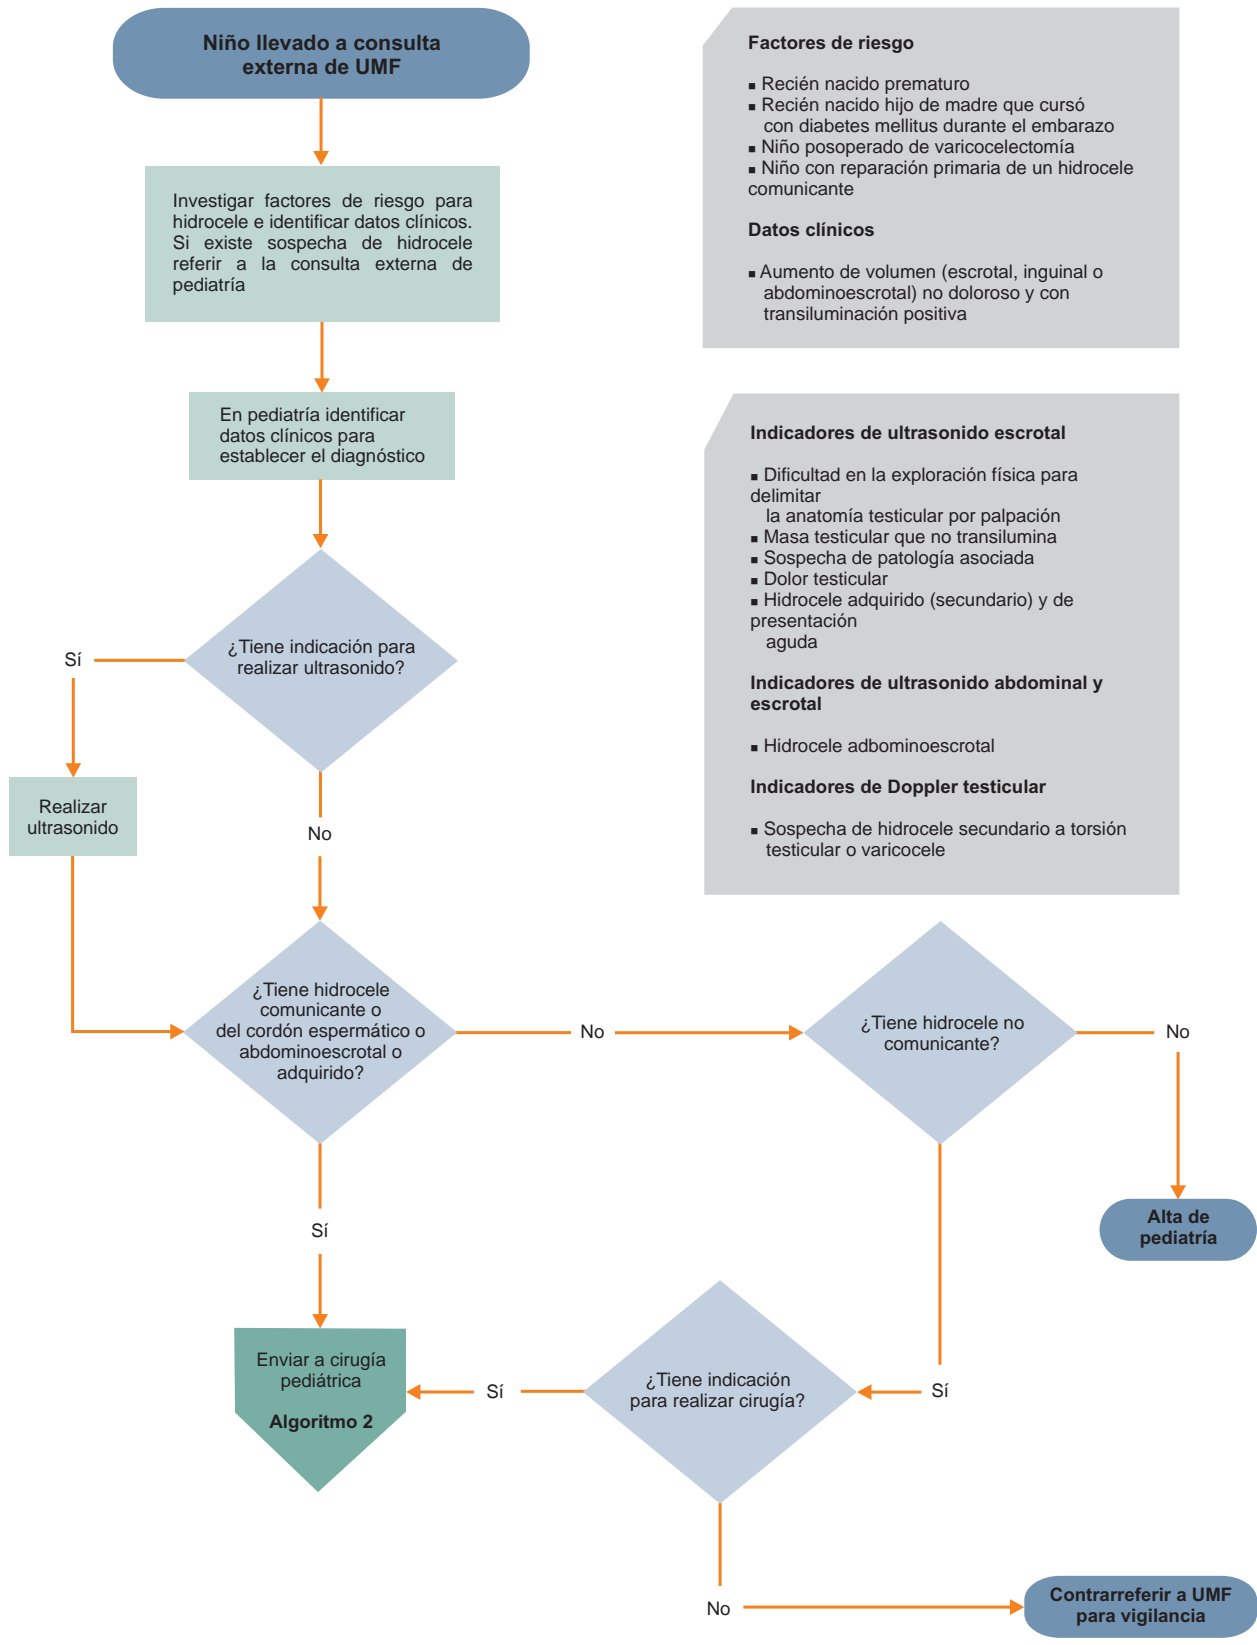 Niño llevado a consulta
externa de UMF
Investigar factores de riesgo para
hidrocele e identificar datos clínicos.
Si existe sospecha de hidrocele
referir a la consulta externa de
pediatría
En pediatría identificar
datos clínicos para
establecer el diagnóstico
¿Tiene indicación para
realizar ultrasonido?
Sí
Realizar
ultrasonido
No
¿Tiene hidrocele
comunicante o
del cordón espermático o
abdominoescrotal o
adquirido?
No
¿Tiene hidrocele no
comunicante?
No
Alta de
pediatría
Sí
Enviar a cirugía
pediátrica
Algoritmo 2
Sí
¿Tiene indicación
para realizar cirugía?
Sí
No
Contrarreferir a UMF
para vigilancia
Factores de riesgo
▪ Recién nacido prematuro
▪ Recién nacido hijo de madre que cursó
con diabetes mellitus durante el embarazo
▪ Niño posoperado de varicocelectomía
▪ Niño con reparación primaria de un hidrocele
comunicante
Datos clínicos
▪ Aumento de volumen (escrotal, inguinal o
abdominoescrotal) no doloroso y con
transiluminación positiva
Indicadores de ultrasonido escrotal
▪ Dificultad en la exploración física para
delimitar
la anatomía testicular por palpación
▪ Masa testicular que no transilumina
▪ Sospecha de patología asociada
▪ Dolor testicular
▪ Hidrocele adquirido (secundario) y de
presentación
aguda
Indicadores de ultrasonido abdominal y
escrotal
▪ Hidrocele adbominoescrotal
Indicadores de Doppler testicular
▪ Sospecha de hidrocele secundario a torsión
testicular o varicocele